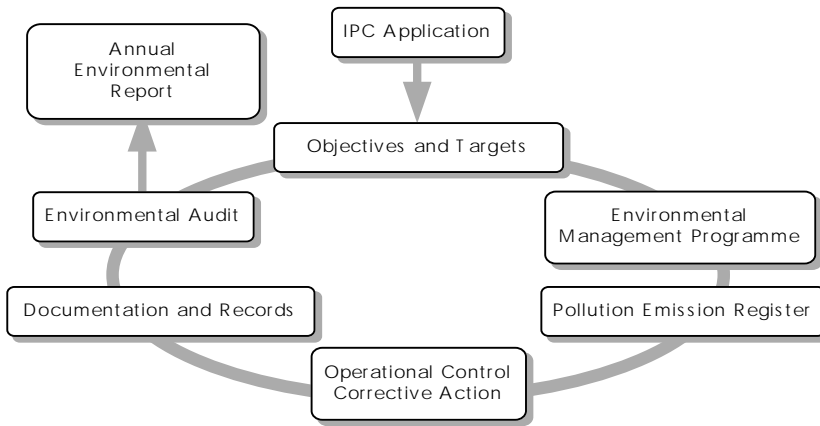 IPC Application
Annual
Environmental
Report
Objectives and Targets
Environmental Audit
Environmental
Management Programme
Documentation and Records
Pollution Emission Register
Operational Control
Corrective Action